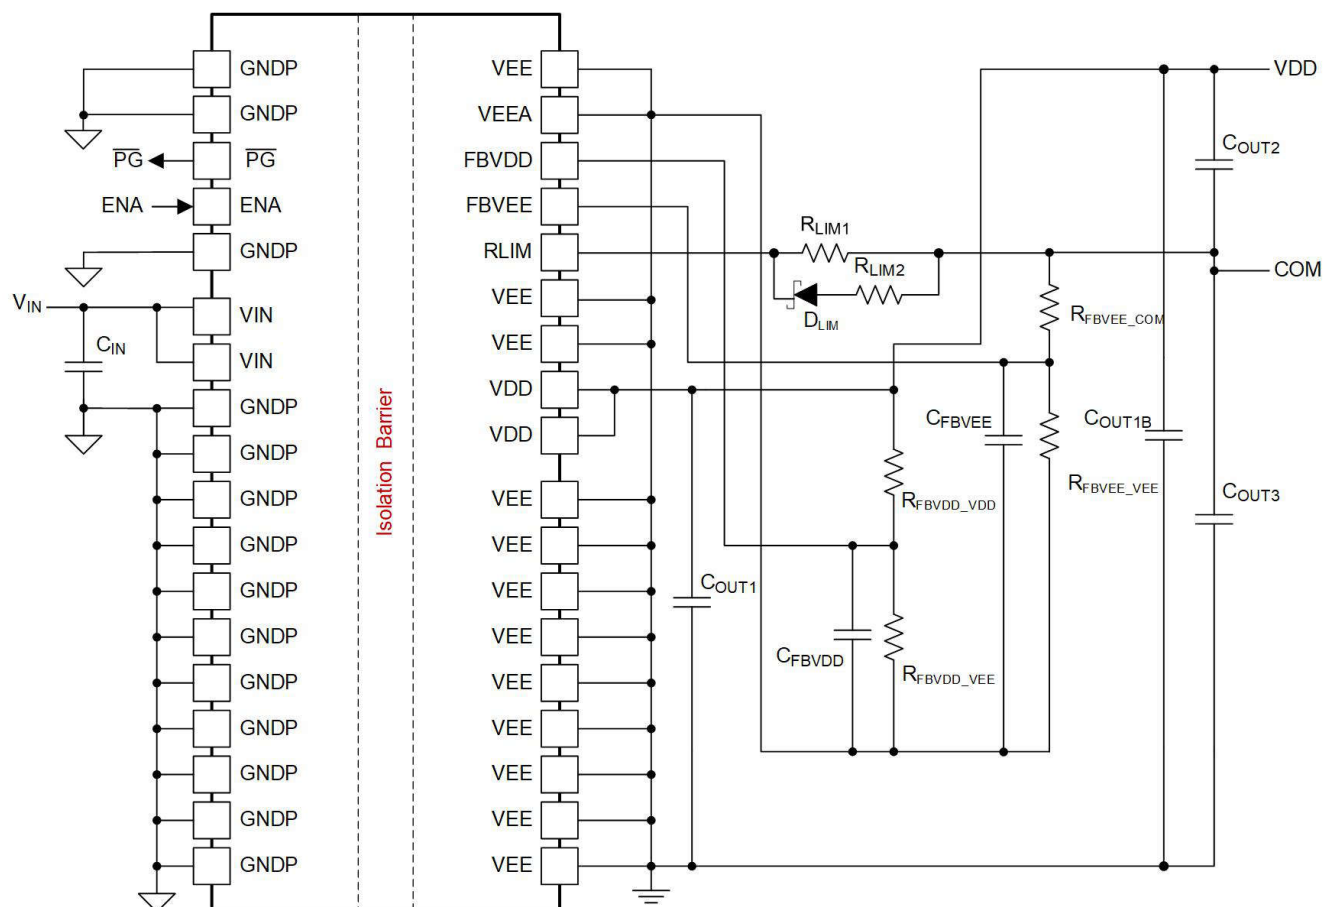 GNDP VEE VDD
GNDP VEEA
PG PG FBVDD COUT2
ENA ENA FBVEE
RLIM1
GNDP RLIM
RLIM2 COM
VIN VIN VEE
DLIM RFBVEE_COM
CIN
VIN VEE
VDD
GNDP
CFBVEE COUT1B
VDD
GNDP
Isolation Barrier
RFBVEE_VEE COUT3
GNDP VEE
RFBVDD_VDD
GNDP VEE
COUT1
GNDP VEE
GNDP VEE
CFBVDD
RFBVDD_VEE
GNDP VEE
GNDP VEE
GNDP VEE
GNDP VEE
GNDP VEE